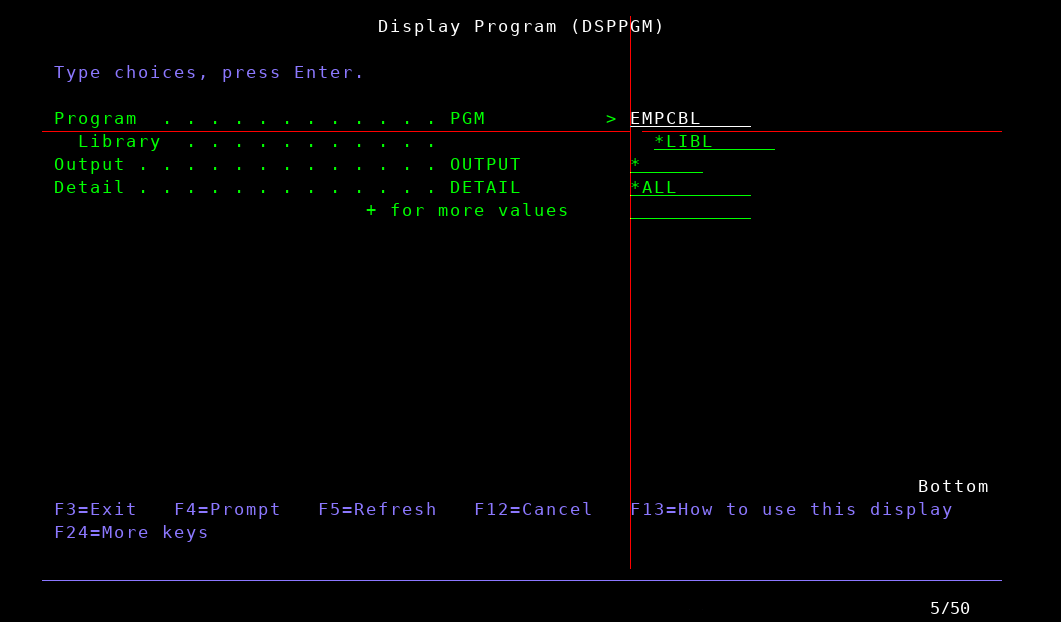 Display Program (DSPPGM)
Type choices, press Enter.
Program  . . . . . . . . . . . . PGM          > EMPCBL
  Library  . . . . . . . . . . .                  *LIBL
Output . . . . . . . . . . . . . OUTPUT         *
Detail . . . . . . . . . . . . . DETAIL         *ALL
                          + for more values
Bottom
F3=Exit   F4=Prompt   F5=Refresh   F12=Cancel   F13=How to use this display
F24=More keys
5/50